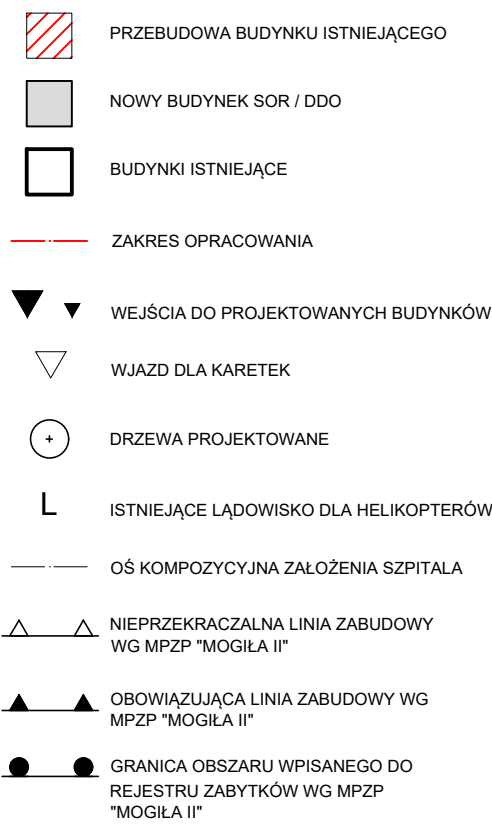 PRZEBUDOWA BUDYNKU ISTNIEJĄCEGO
NOWY BUDYNEK SOR / DDO
BUDYNKI ISTNIEJĄCE
ZAKRES OPRACOWANIA
WEJŚCIA DO PROJEKTOWANYCH BUDYNKÓW
WJAZD DLA KARETEK
DRZEWA PROJEKTOWANE
L
ISTNIEJĄCE LĄDOWISKO DLA HELIKOPTERÓW
OŚ KOMPOZYCYJNA ZAŁOŻENIA SZPITALA
NIEPRZEKRACZALNA LINIA ZABUDOWY
WG MPZP "MOGIŁA II"
OBOWIĄZUJĄCA LINIA ZABUDOWY WG
MPZP "MOGIŁA II"
GRANICA OBSZARU WPISANEGO DO
REJESTRU ZABYTKÓW WG MPZP
"MOGIŁA II"